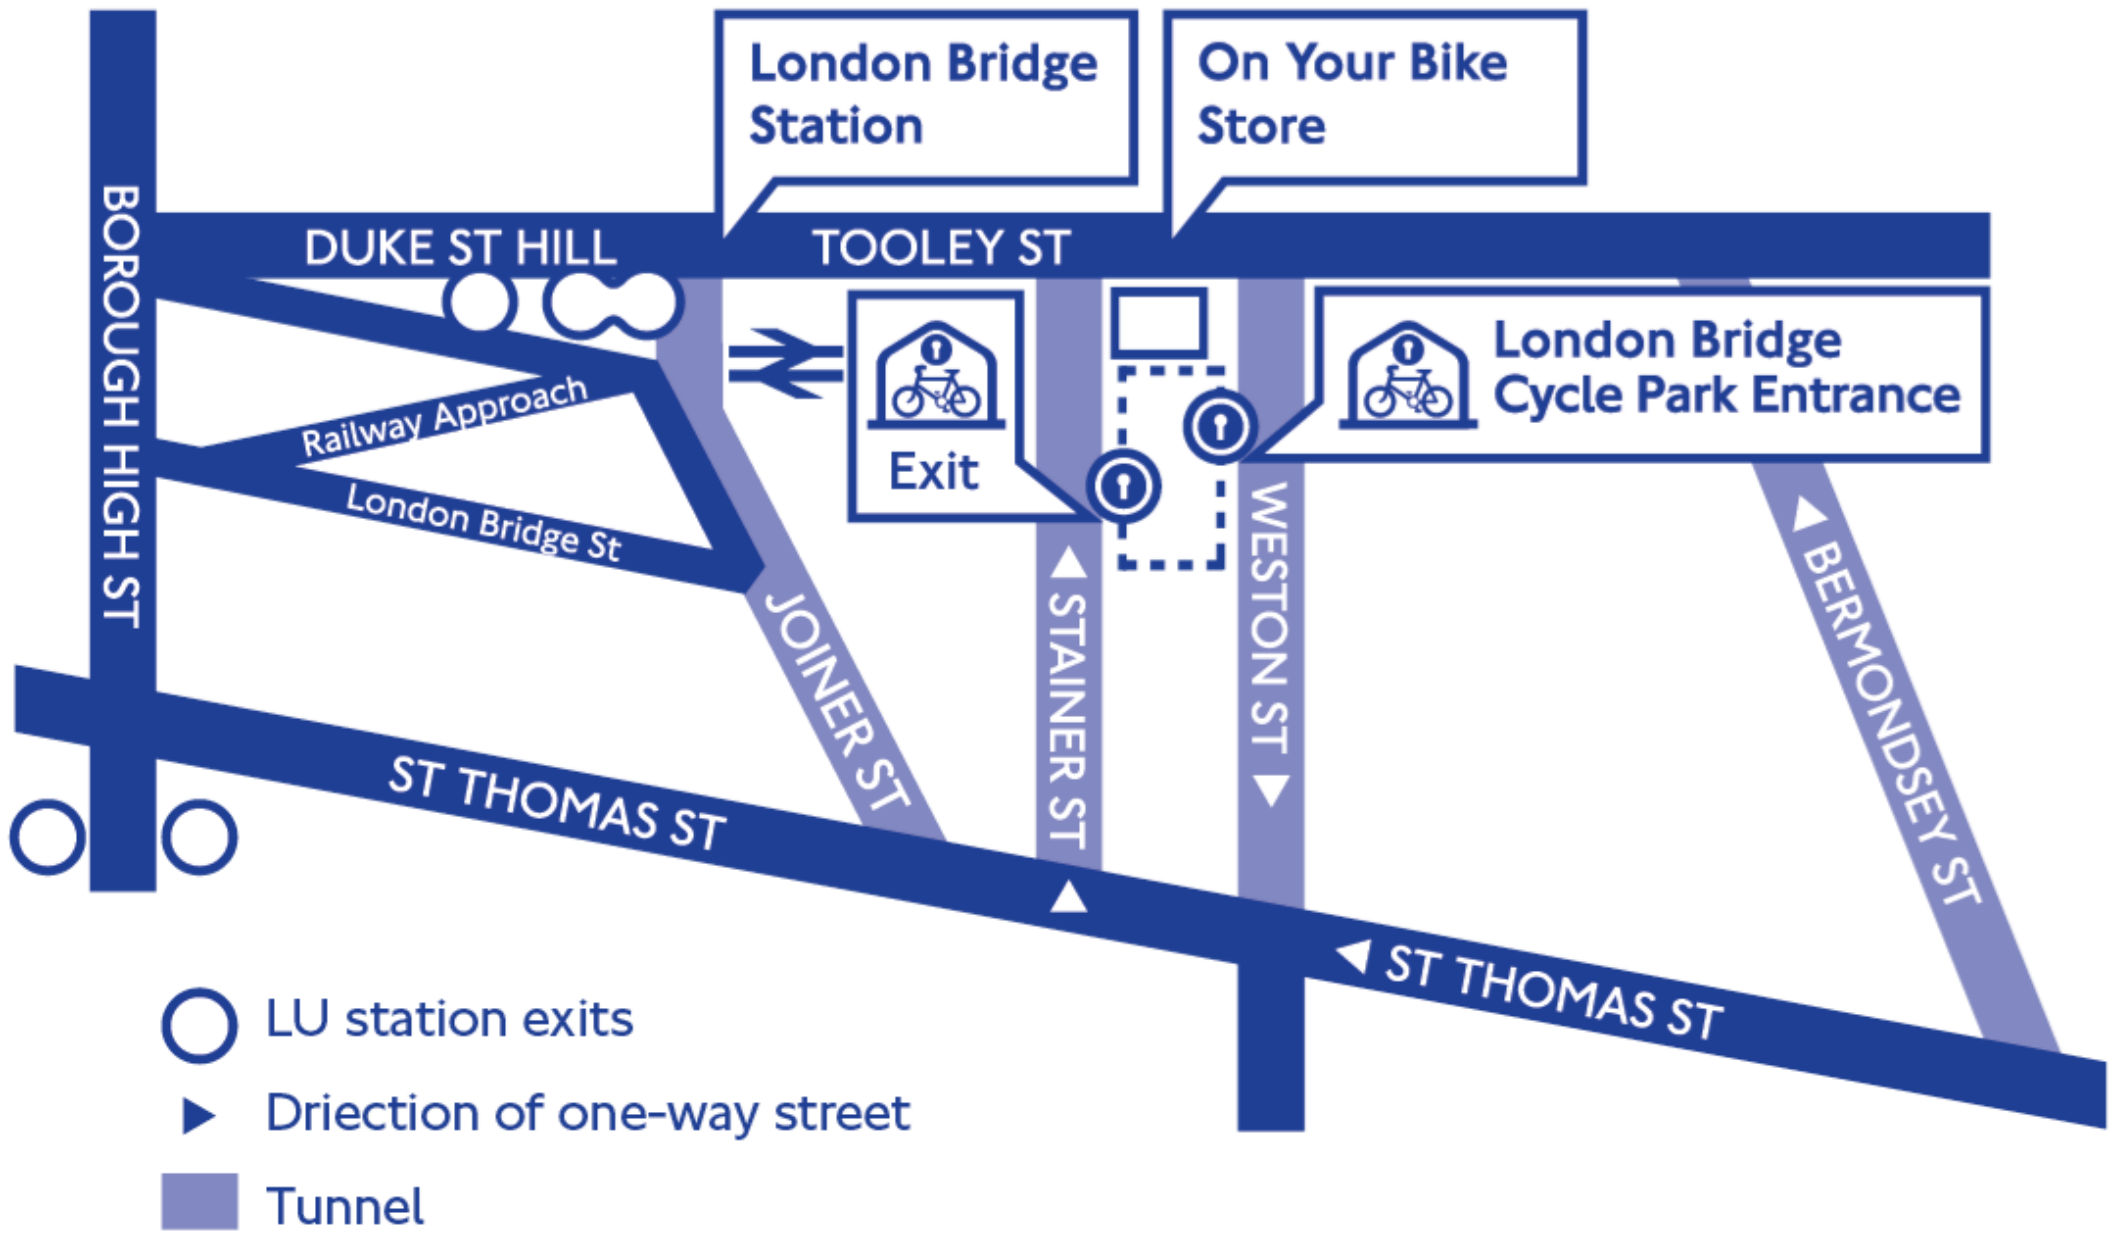 London Bridge
Station
On Your Bike
Store
BOROUGH HIGH ST
DUKE ST HILL
TOOLEY ST
Railway Approach
London Bridge St
Exit
London Bridge
Cycle Park Entrance
JOINER ST
STAINER ST
WESTON ST
BERMONDSEY ST
ST THOMAS ST
ST THOMAS ST
LU station exits
Driection of one-way street
Tunnel